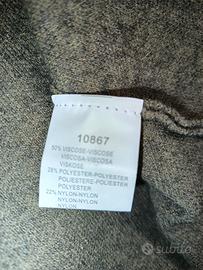 10867
50% VISCOSE-VISCOSE
VISCOSA-VISCOSA
VISKOSE
28% POLYESTER-POLYESTER
POLIESTERE-POLIESTER
POLYESTER
22% NYLON-NYLON
NYLON-NYLON
NYLON
subito